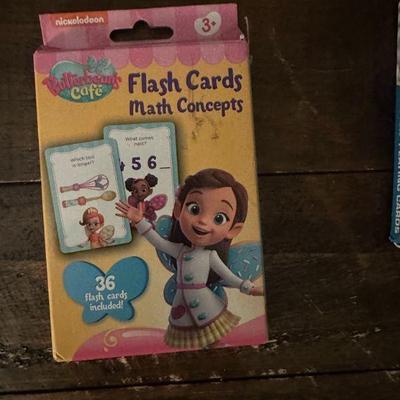 nickelodeon
3+
Butterbean's
Café
Flash Cards
Math Concepts
Which tool
is longer?
What comes
next?
4 5 6 _
36
flash cards
included!
CARDS